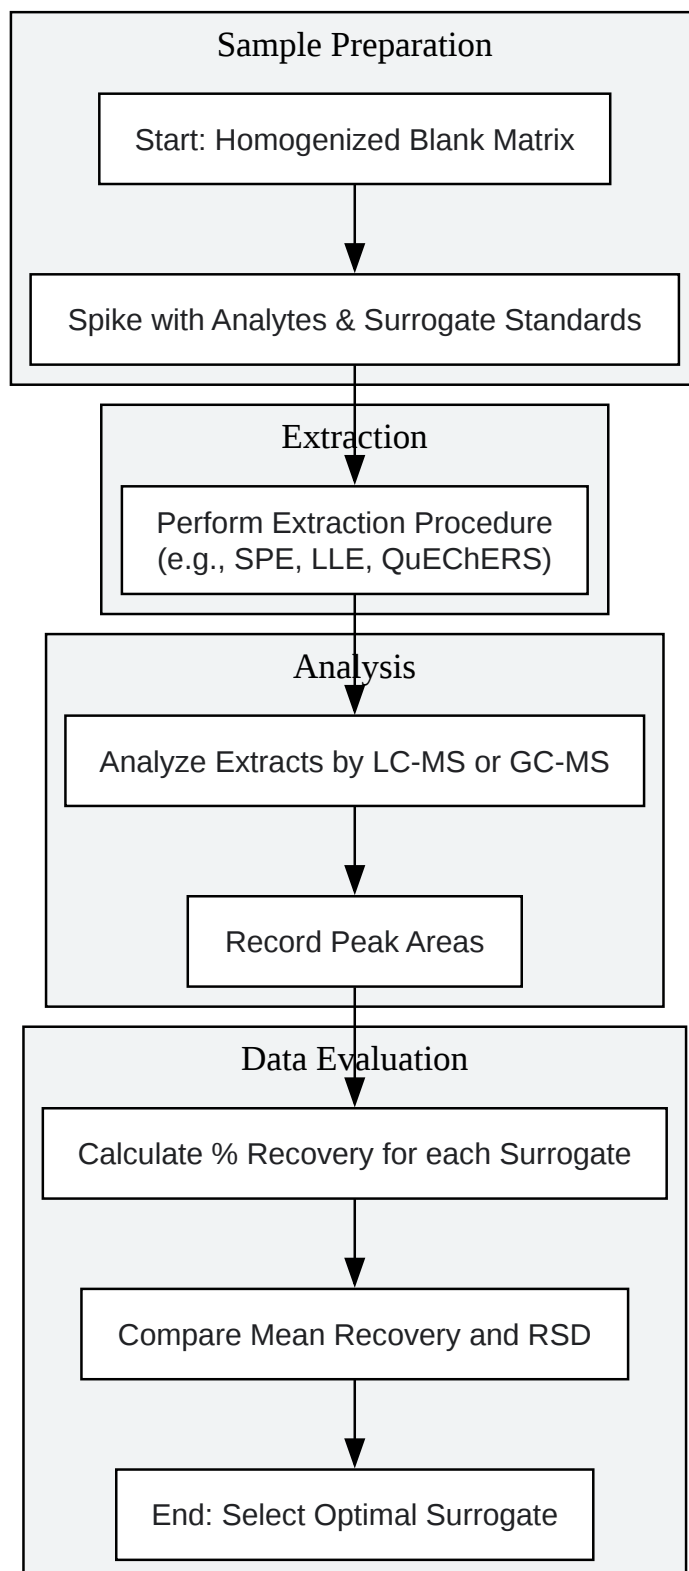 Sample Preparation
Start: Homogenized Blank Matrix
Spike with Analytes & Surrogate Standards
Extraction
Perform Extraction Procedure
(e.g., SPE, LLE, QuEChERS)
Analysis
Analyze Extracts by LC-MS or GC-MS
Record Peak Areas
Data Evaluation
Calculate % Recovery for each Surrogate
Compare Mean Recovery and RSD
End: Select Optimal Surrogate